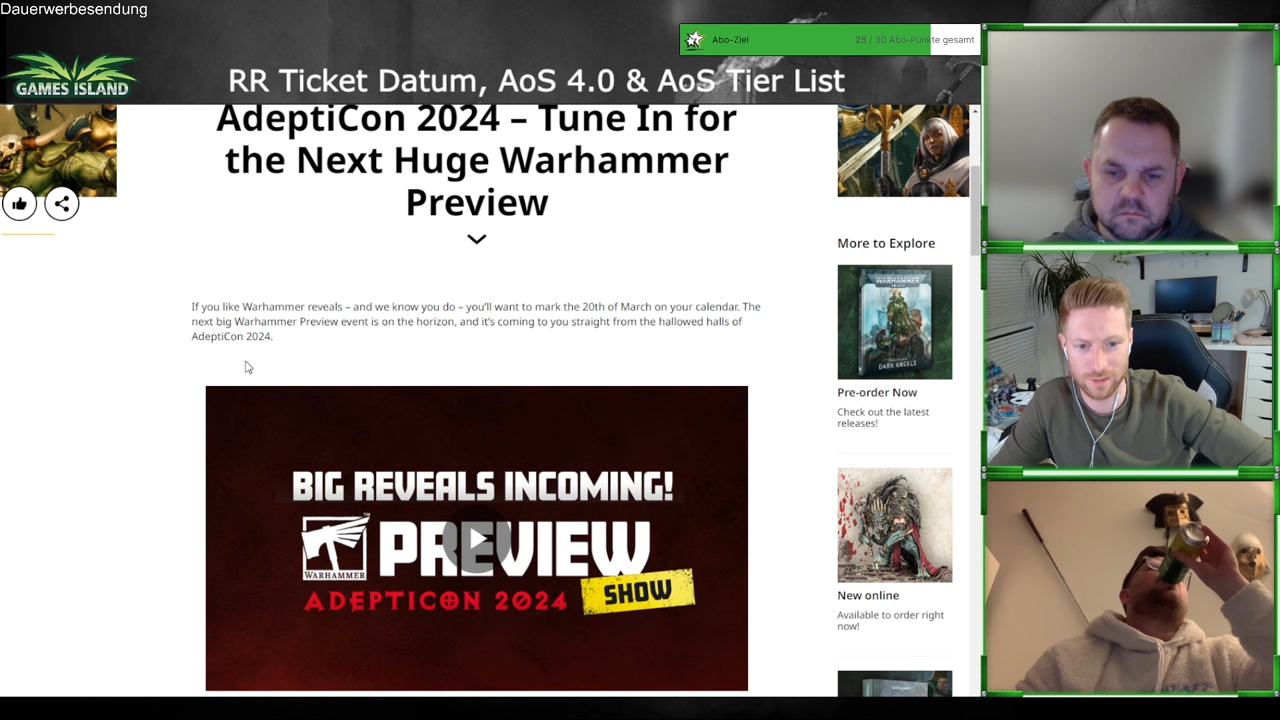 Dauerwerbesendung
GAMES ISLAND
Abo-Ziel
25 / 30 Abo-Punkte gesamt
RR Ticket Datum, AoS 4.0 & AoS Tier List
AdeptiCon 2024 – Tune In for
the Next Huge Warhammer
Preview
If you like Warhammer reveals – and we know you do – you'll want to mark the 20th of March on your calendar. The
next big Warhammer Preview event is on the horizon, and it's coming to you straight from the hallowed halls of
AdeptiCon 2024.
BIG REVEALS INCOMING!
WARHAMMER
PREVIEW
ADEPTICON 2024
SHOW
More to Explore
WARHAMMER
DARK ANGELS
Pre-order Now
Check out the latest
releases!
New online
Available to order right
now!